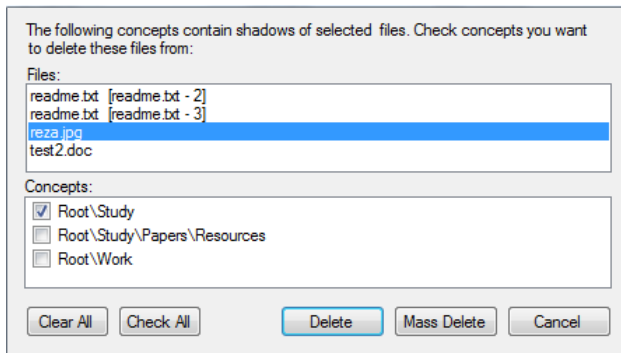 The following concepts contain shadows of selected files. Check concepts you want
to delete these files from:
Files:
readme.txt [readme.txt - 2]
readme.txt [readme.txt - 3]
reza.jpg
test2.doc
Concepts:
Root\Study
Root\Study\Papers\Resources
Root\Work
Clear All Check All Delete Mass Delete Cancel